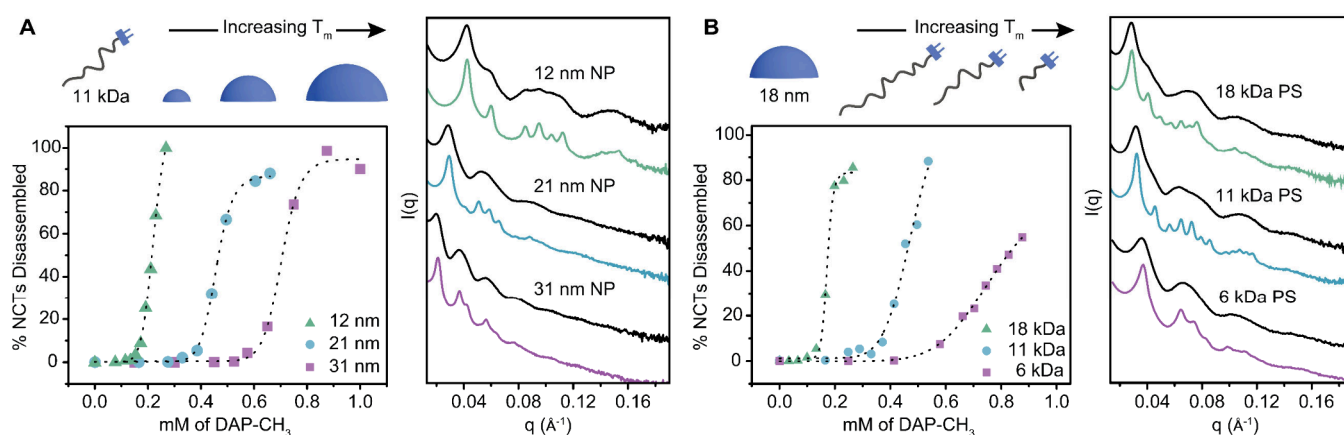 A
Increasing Tm
11 kDa
% NCTs Disassembled
100
80
60
40
20
0
12 nm
21 nm
31 nm
0.0 0.2 0.4 0.6 0.8 1.0
mM of DAP-CH3
I(q)
12 nm NP
21 nm NP
31 nm NP
0.04 0.08 0.12 0.16
q (Å-1)
B
Increasing Tm
18 nm
% NCTs Disassembled
100
80
60
40
20
0
18 kDa
11 kDa
6 kDa
0.0 0.2 0.4 0.6 0.8 1.0
mM of DAP-CH3
I(q)
18 kDa PS
11 kDa PS
6 kDa PS
0.04 0.08 0.12 0.16
q (Å-1)